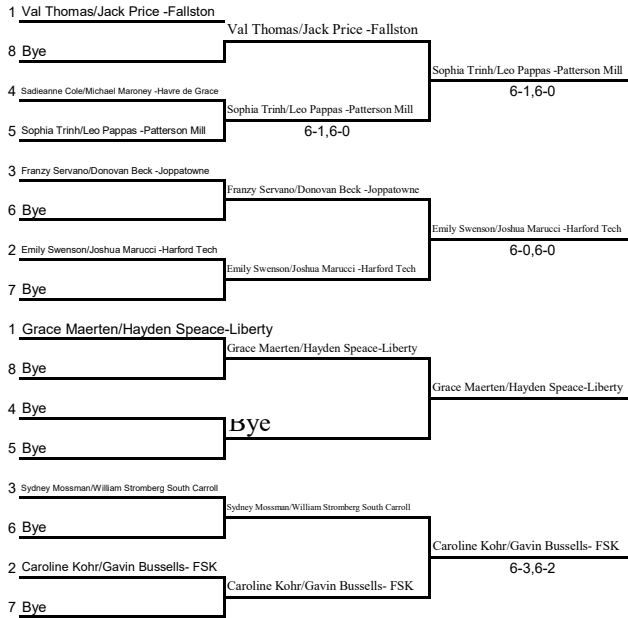 1 Val Thomas/Jack Price -Fallston
Val Thomas/Jack Price -Fallston
8 Bye
Sophia Trinh/Leo Pappas -Patterson Mill
6-1,6-0
4 Sadieanne Cole/Michael Maroney -Havre de Grace
Sophia Trinh/Leo Pappas -Patterson Mill
6-1,6-0
5 Sophia Trinh/Leo Pappas -Patterson Mill
3 Franzy Servano/Donovan Beck -Joppatowne
Franzy Servano/Donovan Beck -Joppatowne
6 Bye
Emily Swenson/Joshua Marucci -Harford Tech
6-0,6-0
2 Emily Swenson/Joshua Marucci -Harford Tech
Emily Swenson/Joshua Marucci -Harford Tech
7 Bye
1 Grace Maerten/Hayden Speace-Liberty
Grace Maerten/Hayden Speace-Liberty
8 Bye
Grace Maerten/Hayden Speace-Liberty
4 Bye
Bye
5 Bye
3 Sydney Mossman/William Stromberg South Carroll
Sydney Mossman/William Stromberg South Carroll
6 Bye
Caroline Kohr/Gavin Bussells- FSK
6-3,6-2
2 Caroline Kohr/Gavin Bussells- FSK
Caroline Kohr/Gavin Bussells- FSK
7 Bye